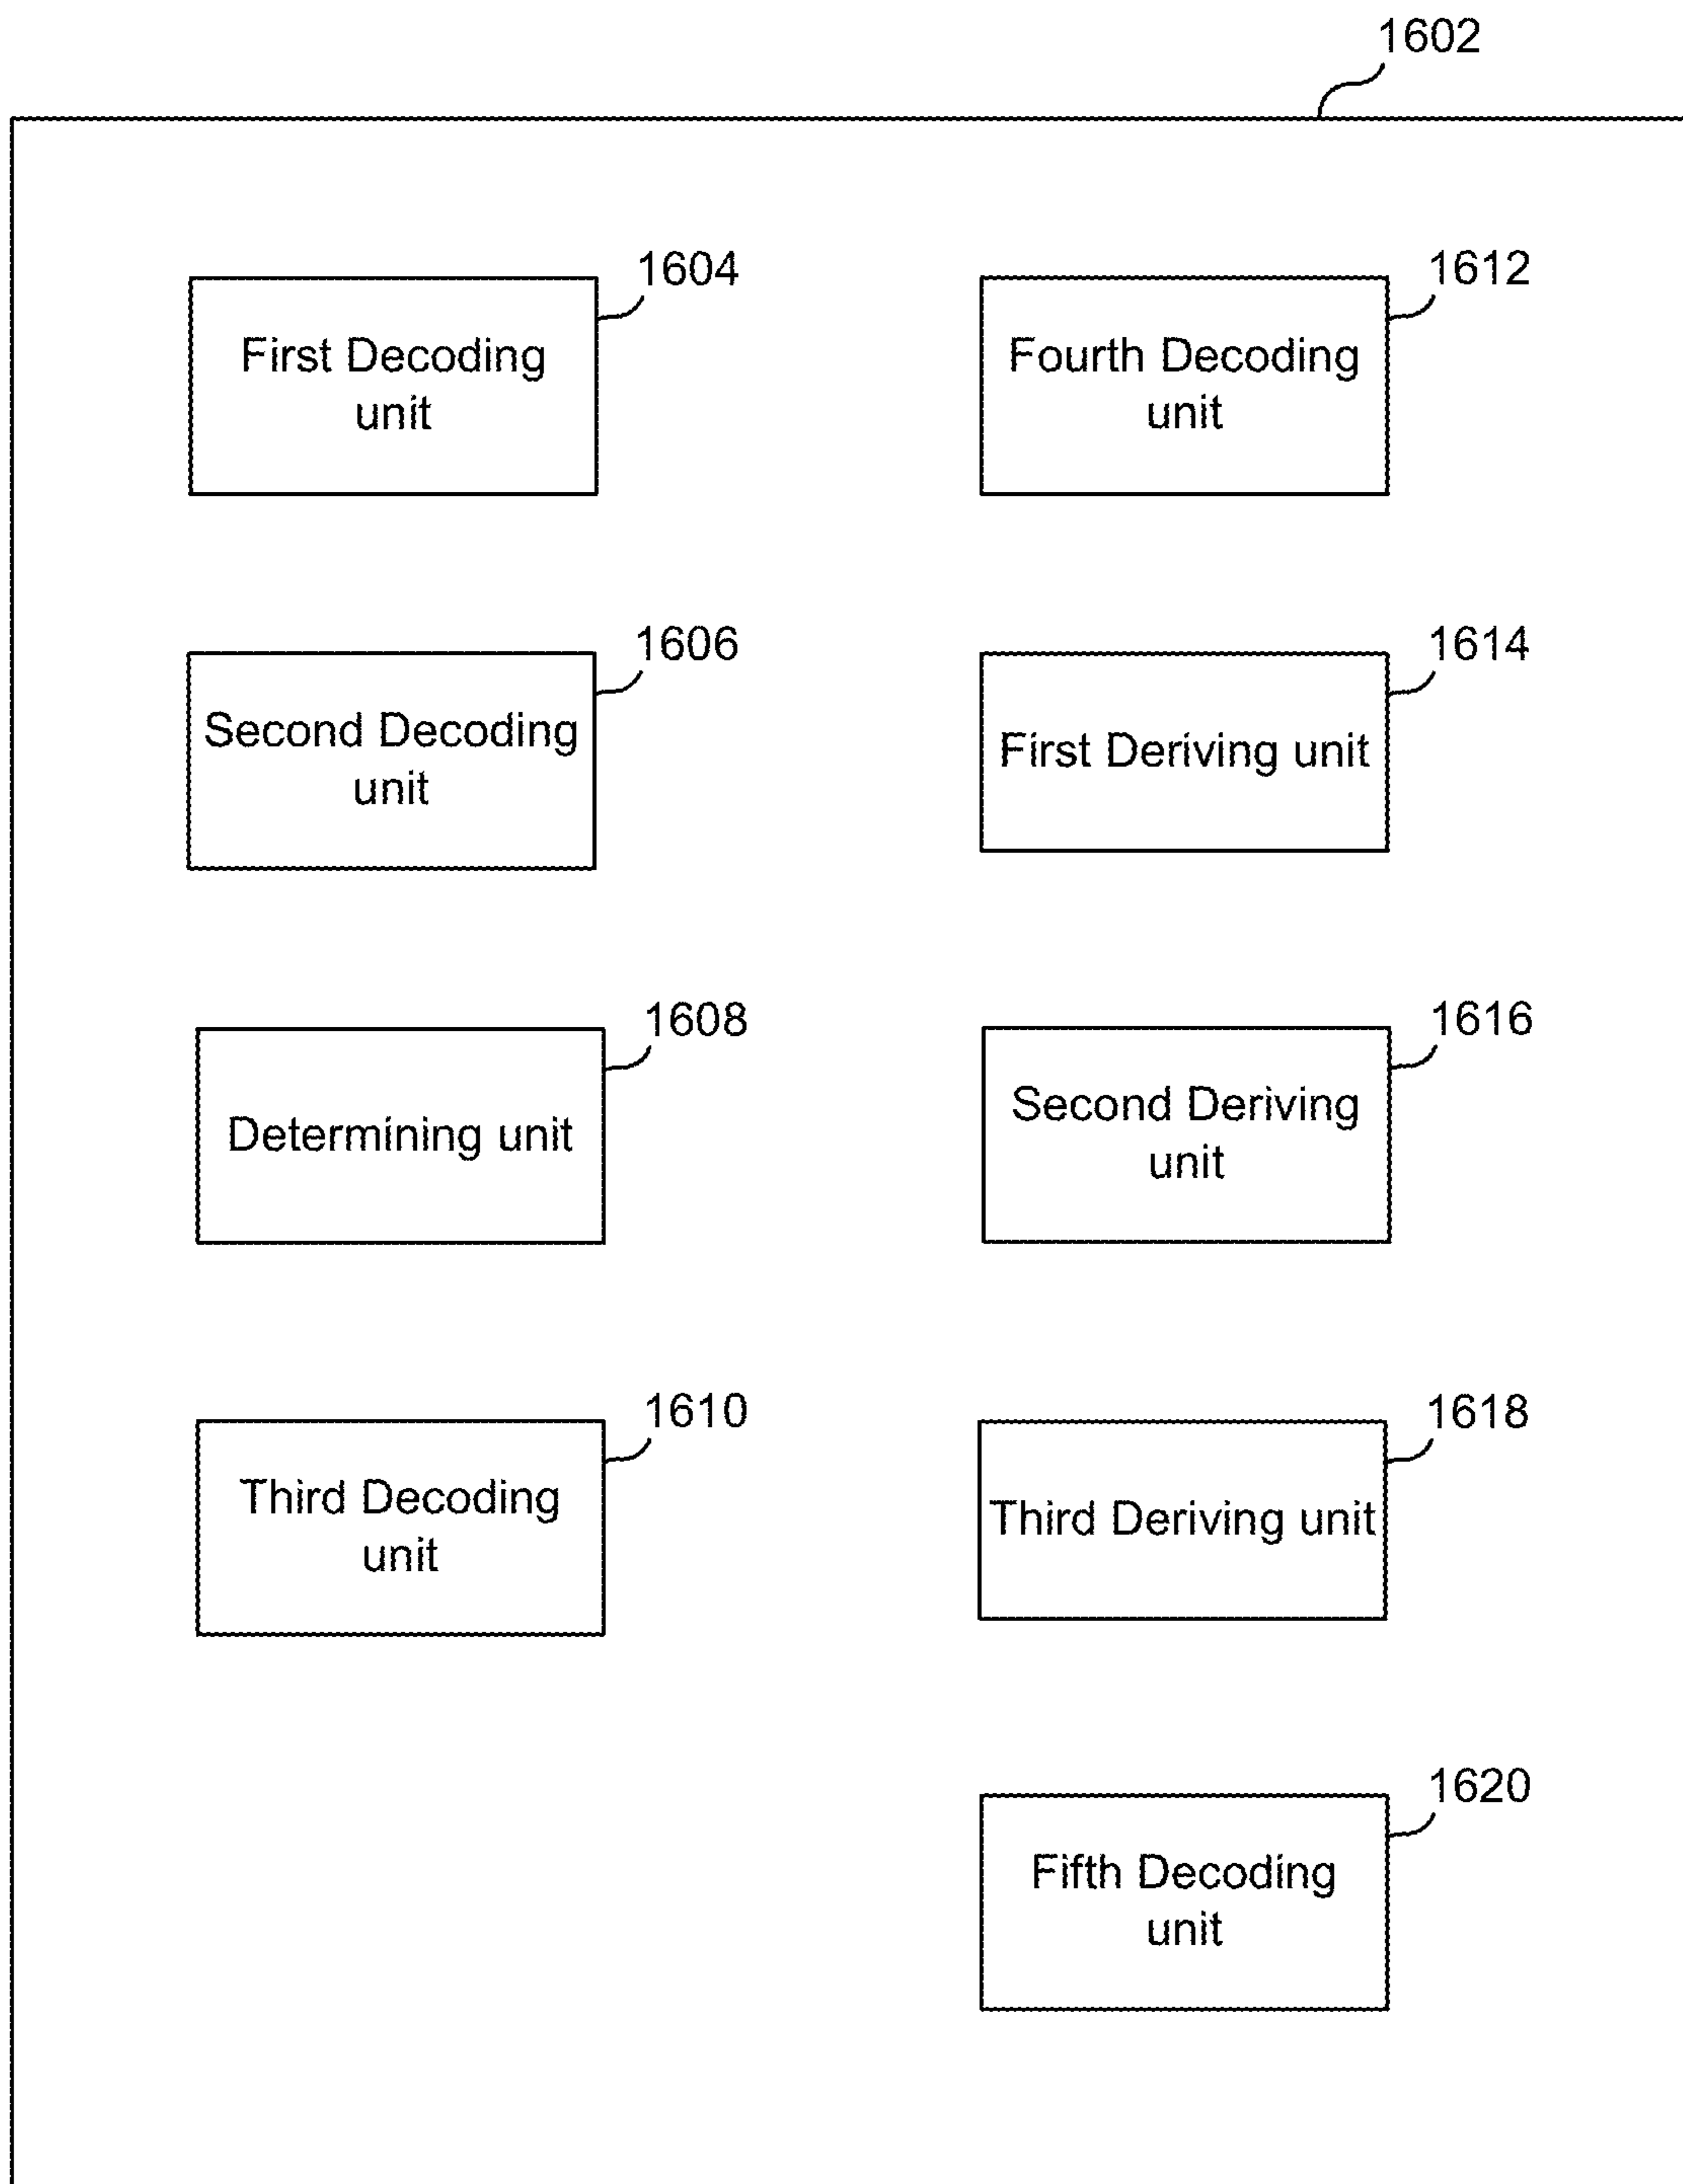 1602
1604
First Decoding
unit
1612
Fourth Decoding
unit
1606
Second Decoding
unit
1614
First Deriving unit
1608
Determining unit
1616
Second Deriving
unit
1610
Third Decoding
unit
1618
Third Deriving unit
1620
Fifth Decoding
unit